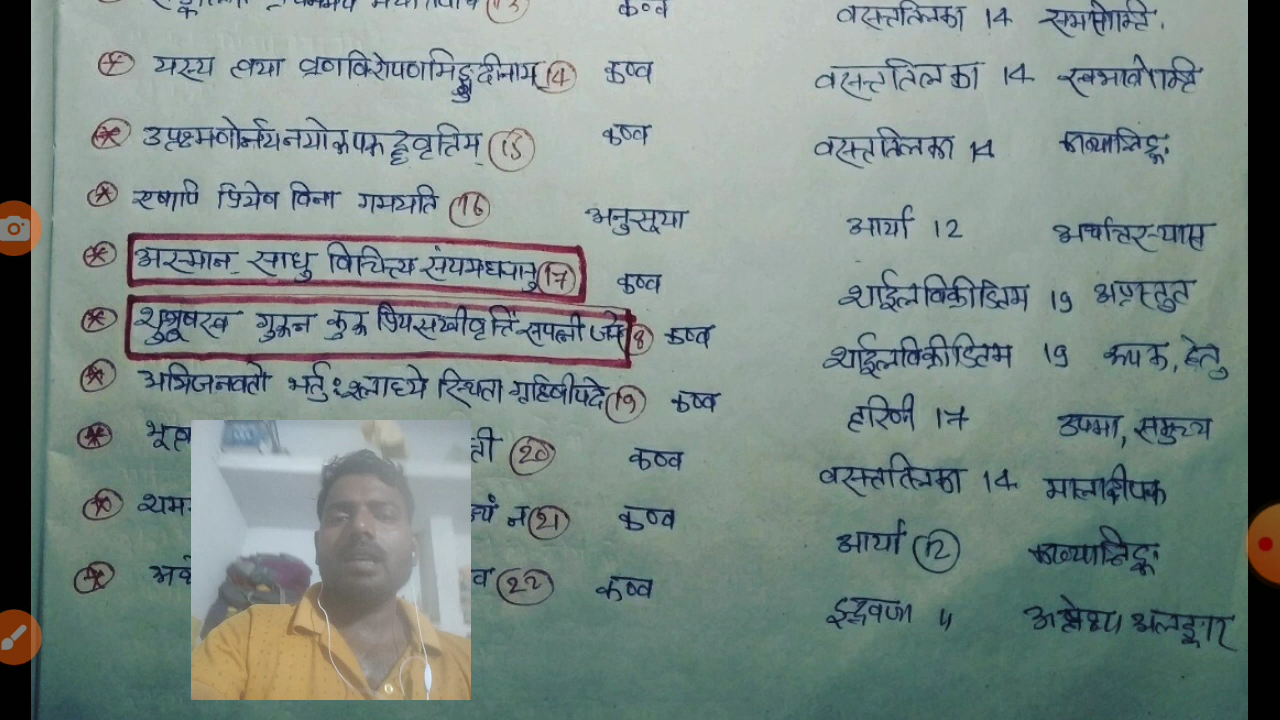 कण्व वसन्ततिलका 14 समासोक्ति.
यस्य त्वया व्रणविरोपणमिङ्गुदीनाम् 14 कण्व वसन्ततिलका 14 स्वभावोक्ति
उत्पक्ष्मणोर्नयनयोरूपरूद्धवृत्तिम् 15 कण्व वसन्ततिलका 14 काव्यलिङ्ग:
एषापि प्रियेण विना गमयति 16 अनुसूया आर्या 12 अर्थान्तरन्यास
अस्मान् साधु विचिन्त्य संयमधनानु 17 कण्व शार्दूलविक्रीडितम 19 अप्रस्तुत
शुश्रूषस्व गुरून कुरू प्रियसखीवृत्तिं सपत्नी जने 18 कण्व शार्दूलविक्रीडितम 19 रूपक, हेतु
अभिजनवतो भर्तु: श्लाध्ये स्थिता गृहिणीपदे 19 कण्व हरिणी 17 उपमा, समुच्चय
भूत्वा 20 कण्व वसन्ततिलका 14 मालादीपक
शम 21 कण्व आर्या 12 काव्यलिङ्ग:
22 कण्व इन्द्रवज्रा 11 अलङ्कार